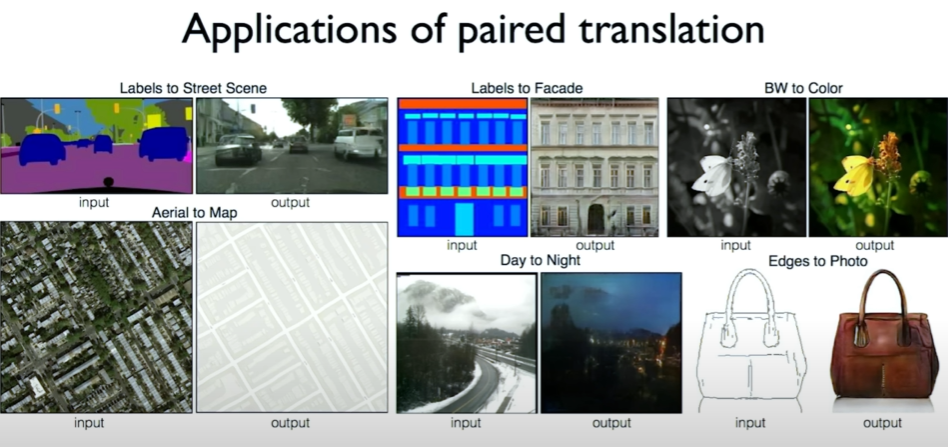 Applications of paired translation
Labels to Street Scene
input
output
Aerial to Map
input
output
Labels to Facade
input
output
BW to Color
input
output
Day to Night
input
output
Edges to Photo
input
output